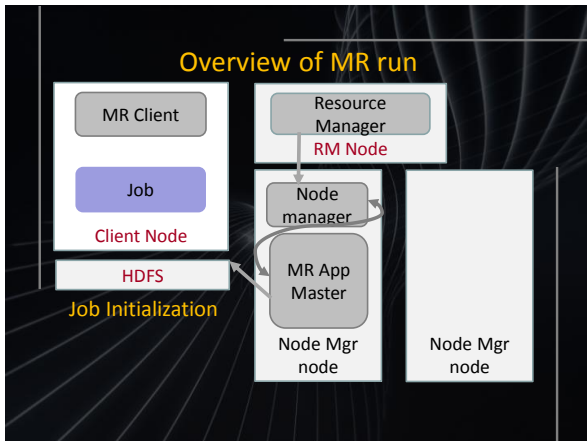 Overview of MR run
MR Client
Job
Client Node
HDFS
Job Initialization
Resource
Manager
RM Node
Node
manager
MR App
Master
Node Mgr
node
Node Mgr
node